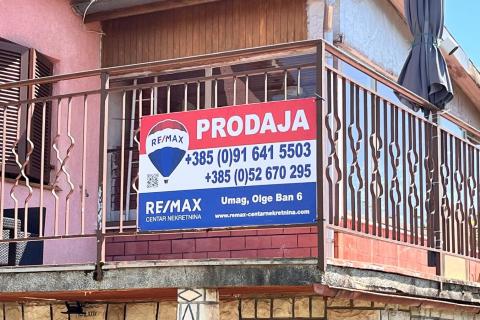 PRODAJA
RE/MAX
+385 (0)91 641 5503
+385 (0)52 670 295
RE/MAX
CENTAR NEKRETNINA
Umag, Olge Ban 6
www.remax-centarnekretnina.com